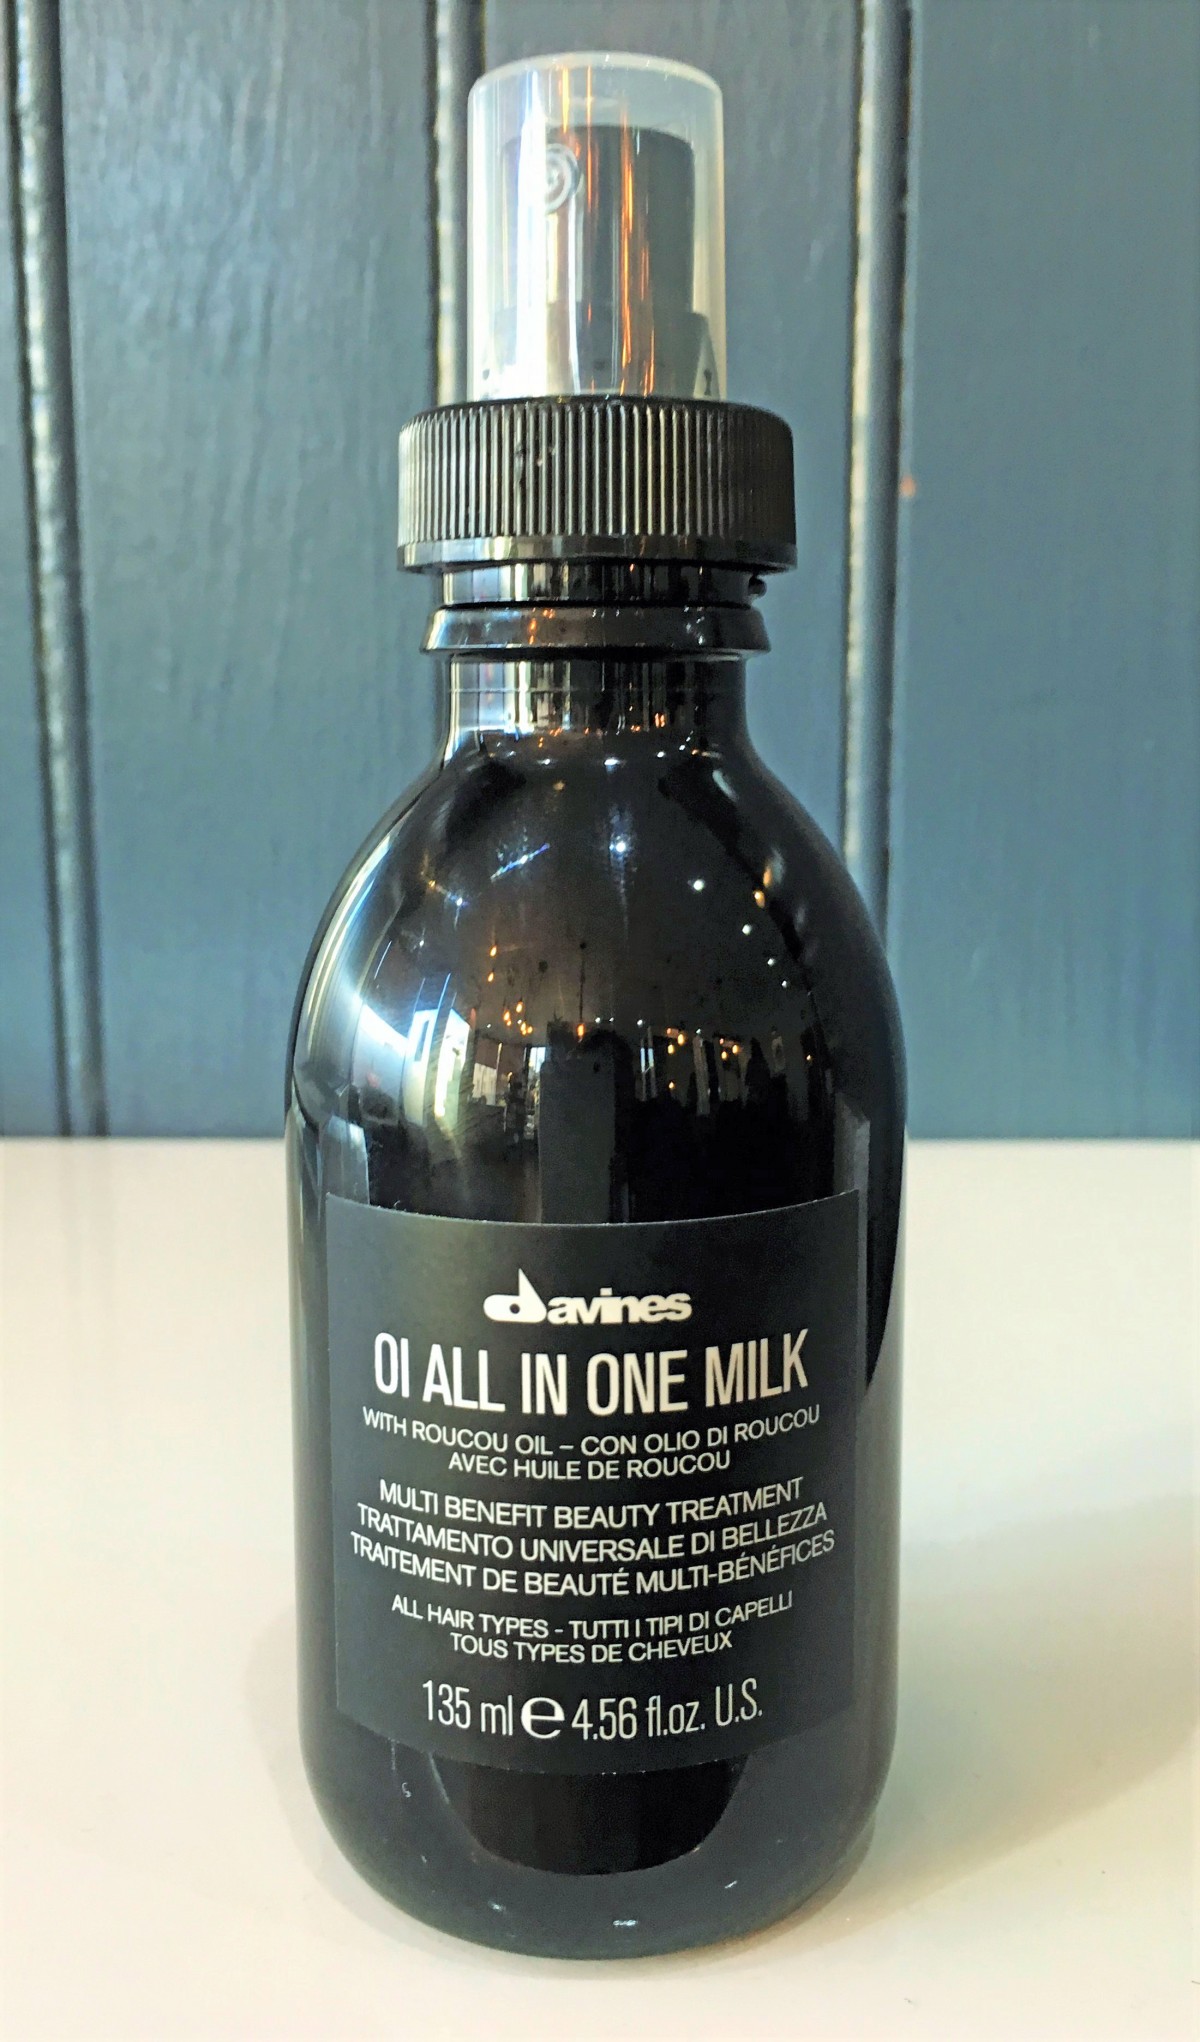 davines
OI ALL IN ONE MILK
WITH ROUCOU OIL – CON OLIO DI ROUCOU
AVEC HUILE DE ROUCOU
MULTI BENEFIT BEAUTY TREATMENT
TRATTAMENTO UNIVERSALE DI BELLEZZA
TRAITEMENT DE BEAUTÉ MULTI-BÉNÉFICES
ALL HAIR TYPES - TUTTI I TIPI DI CAPELLI
TOUS TYPES DE CHEVEUX
135 ml ℮ 4.56 fl.oz. U.S.